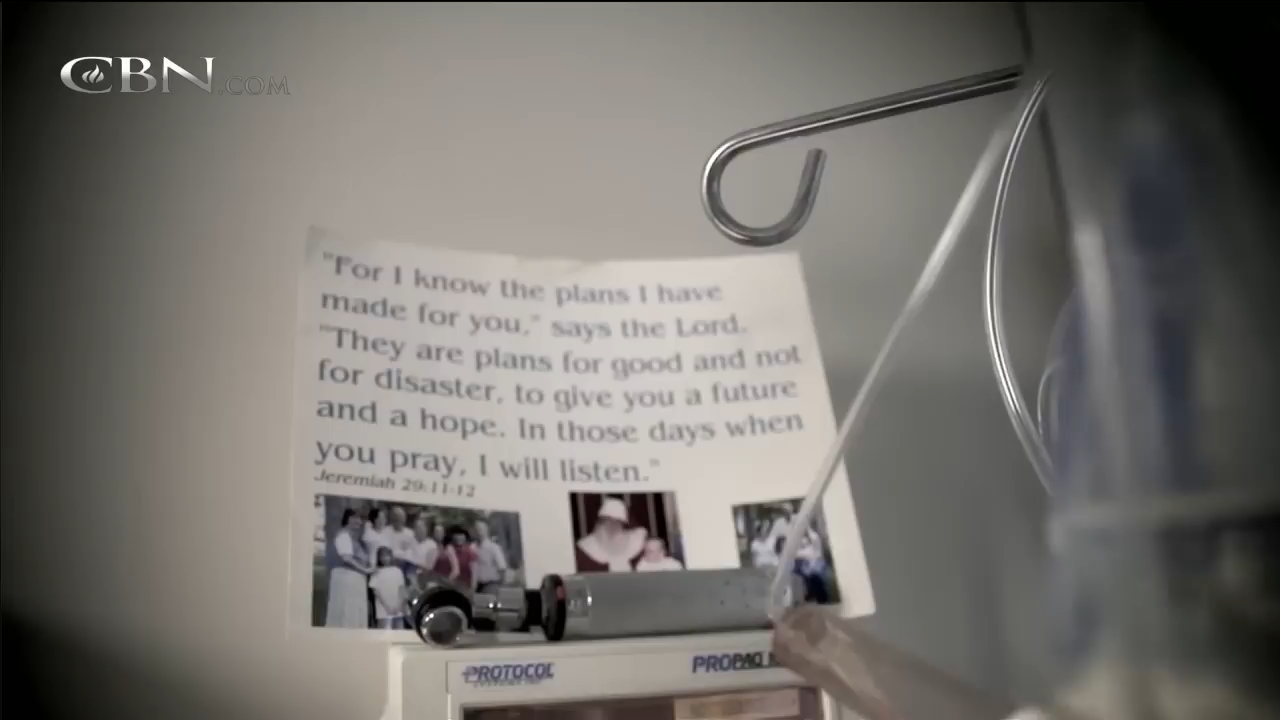 CBN.COM
"For I know the plans I have
made for you," says the Lord.
"They are plans for good and not
for disaster, to give you a future
and a hope. In those days when
you pray, I will listen."
Jeremiah 29:11-12
PROTOCOL
PROPAQ